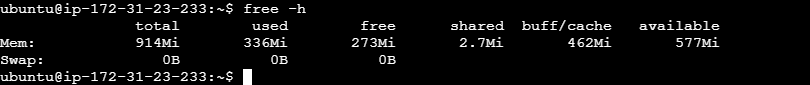 ubuntu@ip-172-31-23-233:~$ free -h
total used free shared buff/cache available
Mem: 914Mi 336Mi 273Mi 2.7Mi 462Mi 577Mi
Swap: 0B 0B 0B
ubuntu@ip-172-31-23-233:~$